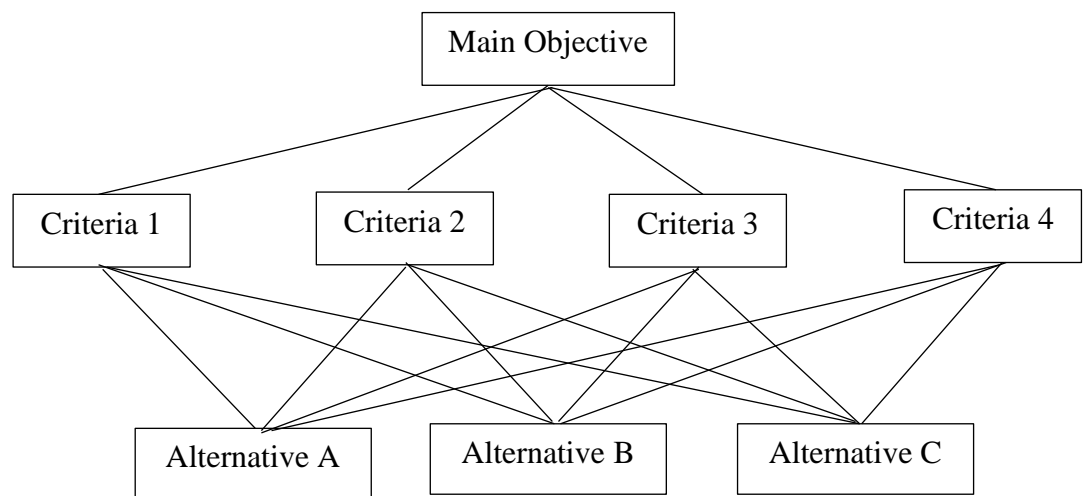 Main Objective
Criteria 1
Criteria 2
Criteria 3
Criteria 4
Alternative A
Alternative B
Alternative C